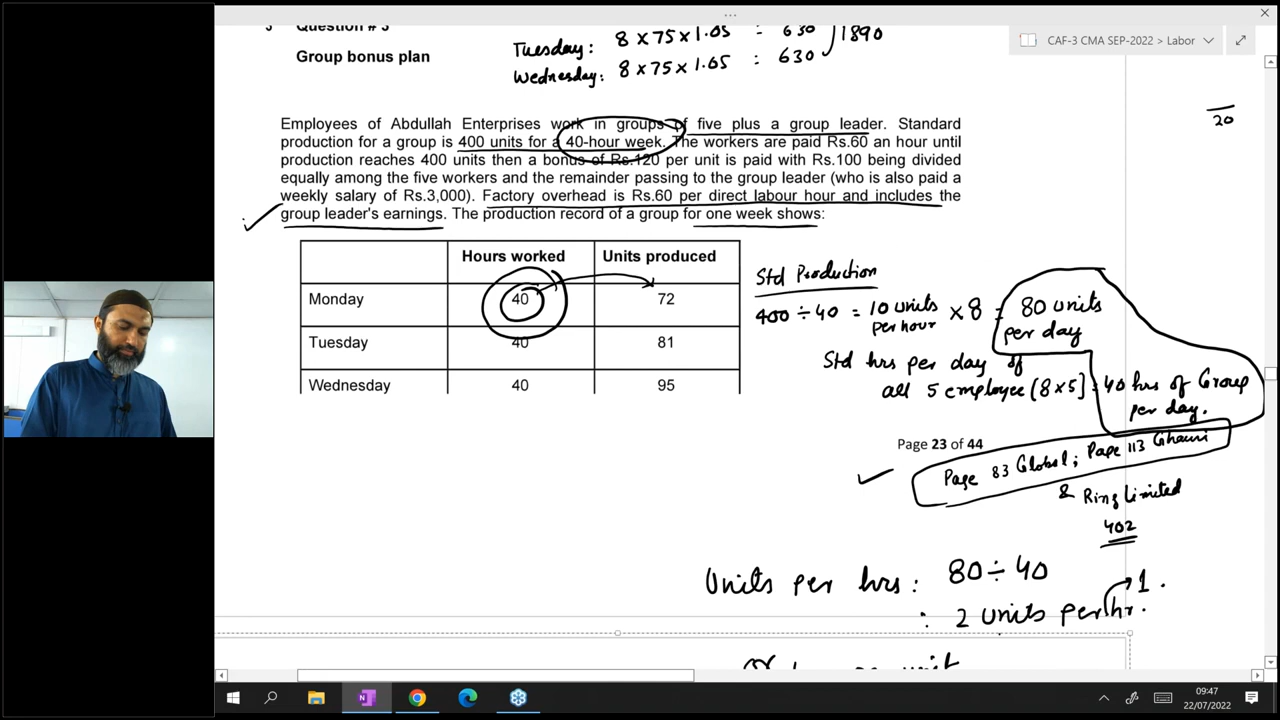 3 Question # 3
Group bonus plan
Tuesday: 8 x 75 x 1.05 = 630
1890
Wednesday: 8 x 75 x 1.05 : 630
CAF-3 CMA SEP-2022 > Labor
20
Employees of Abdullah Enterprises work in groups of five plus a group leader. Standard
production for a group is 400 units for a 40-hour week. The workers are paid Rs.60 an hour until
production reaches 400 units then a bonus of Rs.120 per unit is paid with Rs.100 being divided
equally among the five workers and the remainder passing to the group leader (who is also paid a
weekly salary of Rs.3,000). Factory overhead is Rs.60 per direct labour hour and includes the
group leader's earnings. The production record of a group for one week shows:
Hours worked Units produced
Monday 40 72
Tuesday 40 81
Wednesday 40 95
Std Production
400 ÷ 40 = 10 units per hour x 8 = 80 units per day
Std hrs per day of
all 5 employee (8x5) = 40 hrs of Group
per day.
Page 23 of 44
Page 83 Global; Page 113 Ghauri
& Ring Limited
402
Units per hrs : 80 ÷ 40
: 2 units per hr. 1.
unit
09:47
22/07/2022